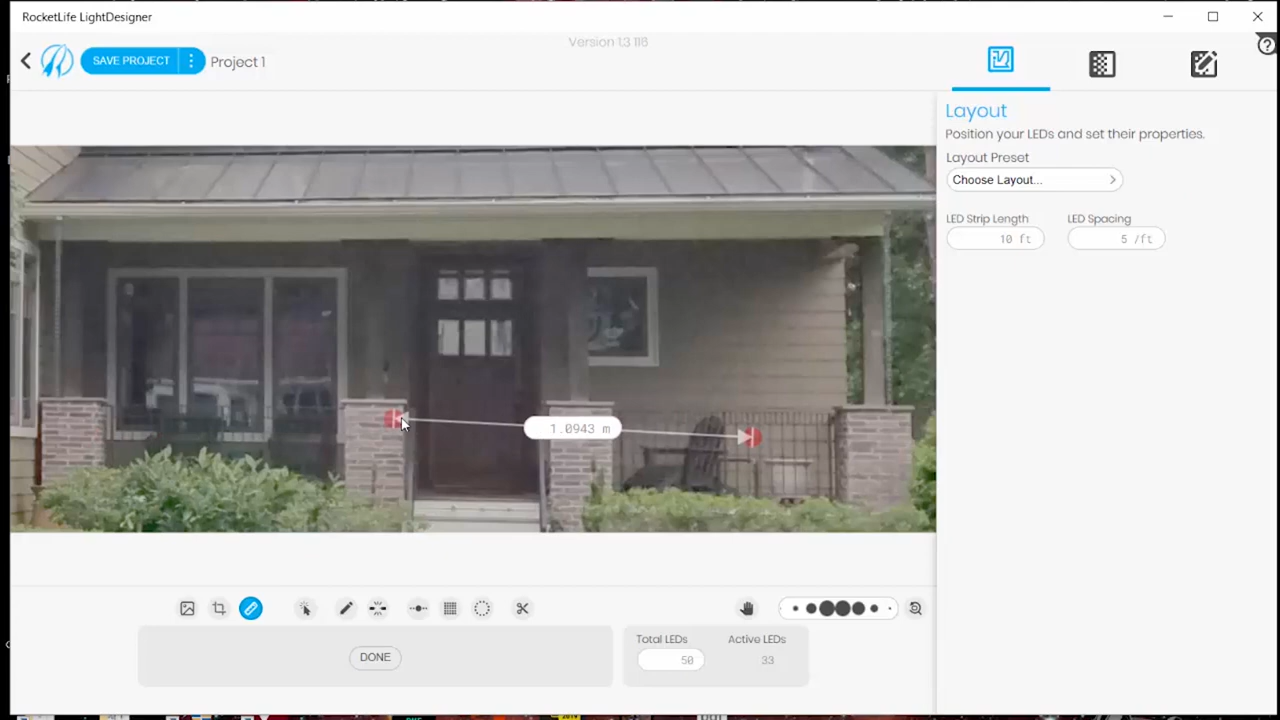 RocketLife LightDesigner
Version 1.3 116
SAVE PROJECT
Project 1
Layout
Position your LEDs and set their properties.
Layout Preset
Choose Layout...
LED Strip Length
LED Spacing
10 ft
5 /ft
1.0943 m
DONE
Total LEDs
Active LEDs
50
33